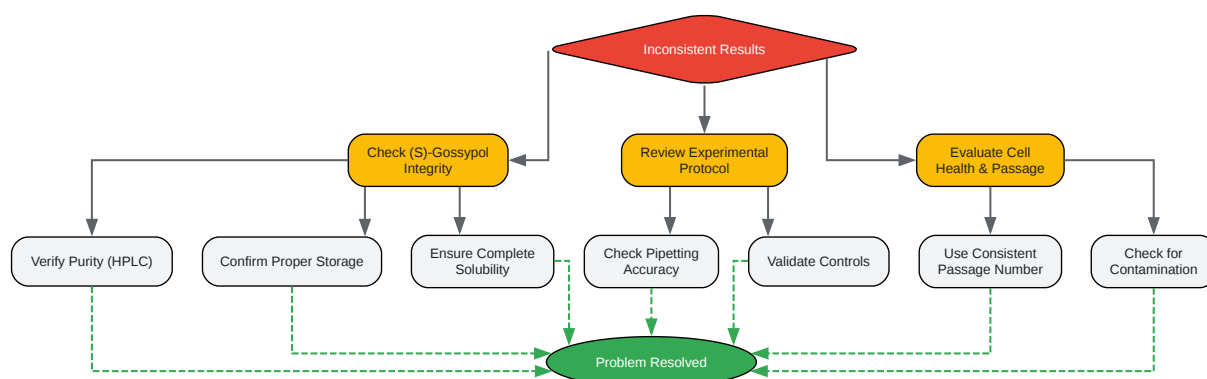 Inconsistent Results
Check (S)-Gossypol
Integrity
Review Experimental
Protocol
Evaluate Cell
Health & Passage
Verify Purity (HPLC)
Confirm Proper Storage
Ensure Complete
Solubility
Check Pipetting
Accuracy
Validate Controls
Use Consistent
Passage Number
Check for
Contamination
Problem Resolved